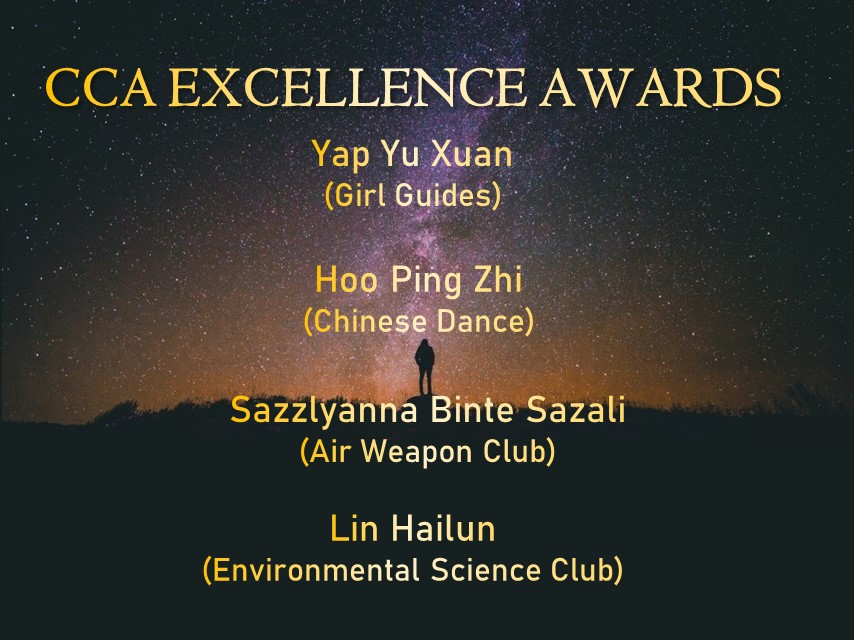 CCA EXCELLENCE AWARDS
Yap Yu Xuan
(Girl Guides)
Hoo Ping Zhi
(Chinese Dance)
Sazzlyanna Binte Sazali
(Air Weapon Club)
Lin Hailun
(Environmental Science Club)